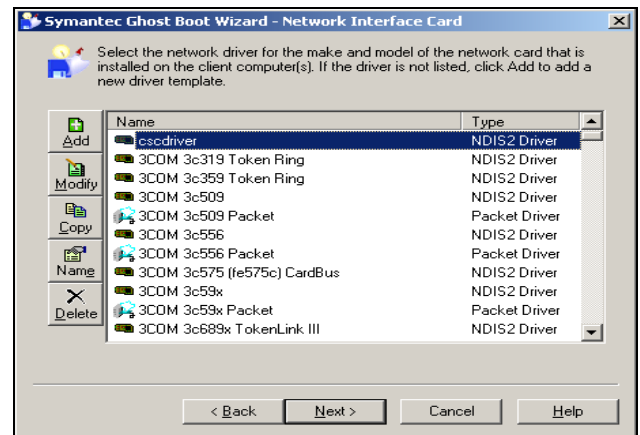 Symantec Ghost Boot Wizard - Network Interface Card
Select the network driver for the make and model of the network card that is
installed on the client computer(s). If the driver is not listed, click Add to add a
new driver template.
Add
Modify
Copy
Name
Delete
Name Type
cscdriver NDIS2 Driver
3COM 3c319 Token Ring NDIS2 Driver
3COM 3c359 Token Ring NDIS2 Driver
3COM 3c509 NDIS2 Driver
3COM 3c509 Packet Packet Driver
3COM 3c556 NDIS2 Driver
3COM 3c556 Packet Packet Driver
3COM 3c575 (fe575c) CardBus NDIS2 Driver
3COM 3c59x NDIS2 Driver
3COM 3c59x Packet Packet Driver
3COM 3c689x TokenLink III NDIS2 Driver
< Back Next > Cancel Help